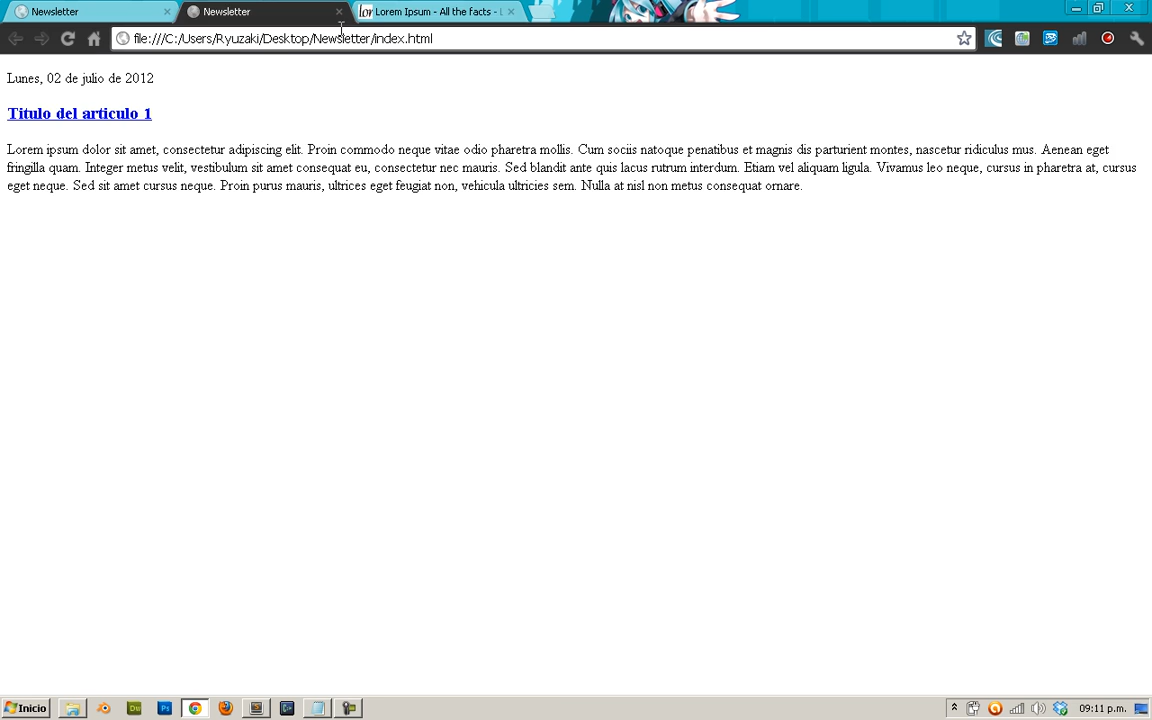 Newsletter
Newsletter
Lorem Ipsum - All the facts - L
file:///C:/Users/Ryuzaki/Desktop/Newsletter/index.html
Lunes, 02 de julio de 2012
Titulo del articulo 1
Lorem ipsum dolor sit amet, consectetur adipiscing elit. Proin commodo neque vitae odio pharetra mollis. Cum sociis natoque penatibus et magnis dis parturient montes, nascetur ridiculus mus. Aenean eget
fringilla quam. Integer metus velit, vestibulum sit amet consequat eu, consectetur nec mauris. Sed blandit ante quis lacus rutrum interdum. Etiam vel aliquam ligula. Vivamus leo neque, cursus in pharetra at, cursus
eget neque. Sed sit amet cursus neque. Proin purus mauris, ultrices eget feugiat non, vehicula ultricies sem. Nulla at nisl non metus consequat ornare.
Inicio
Dw
Ps
09:11 p.m.